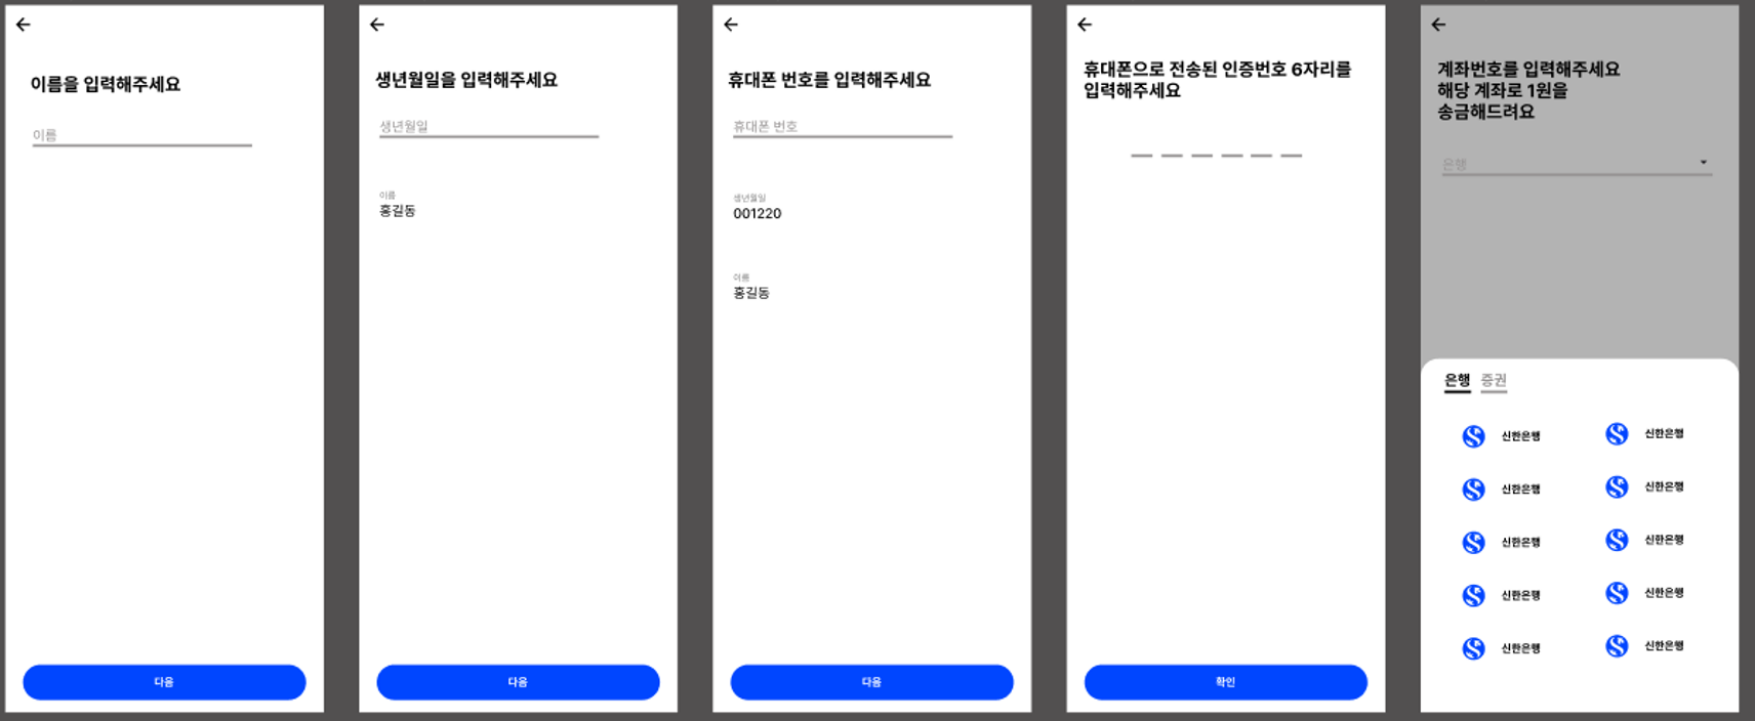 이름을 입력해주세요
이름
다음
생년월일을 입력해주세요
생년월일
이름
홍길동
다음
휴대폰 번호를 입력해주세요
휴대폰 번호
생년월일
001220
이름
홍길동
다음
휴대폰으로 전송된 인증번호 6자리를
입력해주세요
확인
계좌번호를 입력해주세요
해당 계좌로 1원을
송금해드려요
은행
은행 증권
신한은행 신한은행
신한은행 신한은행
신한은행 신한은행
신한은행 신한은행
신한은행 신한은행